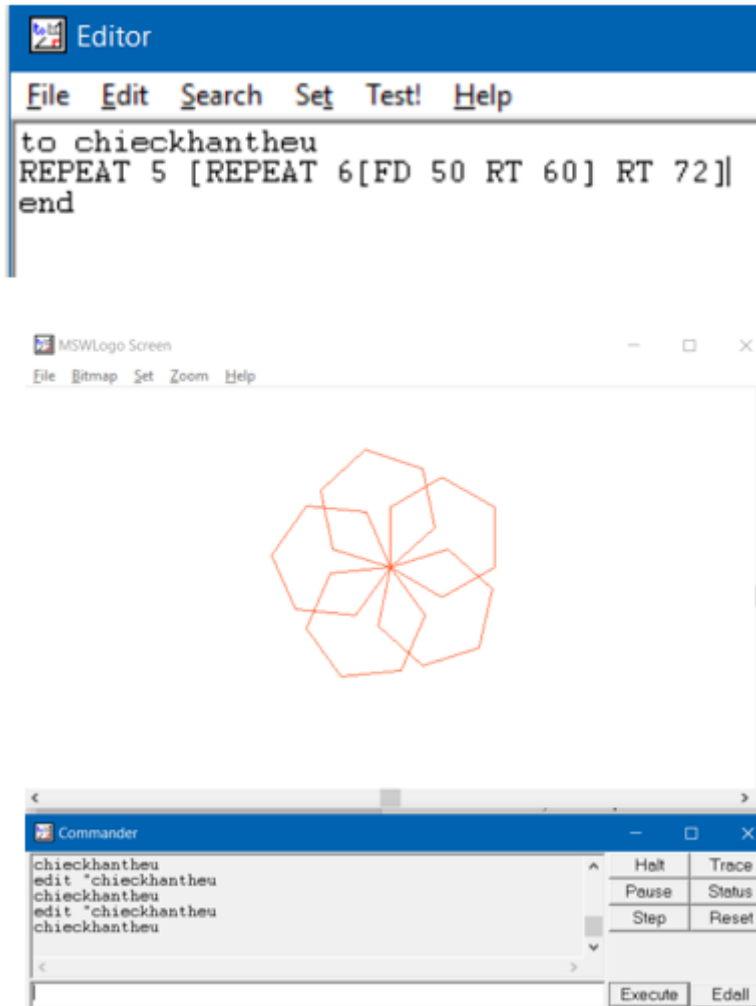 Editor
File Edit Search Set Test! Help
to chieckhantheu
REPEAT 5 [REPEAT 6[FD 50 RT 60] RT 72]
end
MSWLogo Screen
File Bitmap Set Zoom Help
Commander
chieckhantheu
edit "chieckhantheu
chieckhantheu
edit "chieckhantheu
chieckhantheu
Halt Trace
Pause Status
Step Reset
Execute Edall